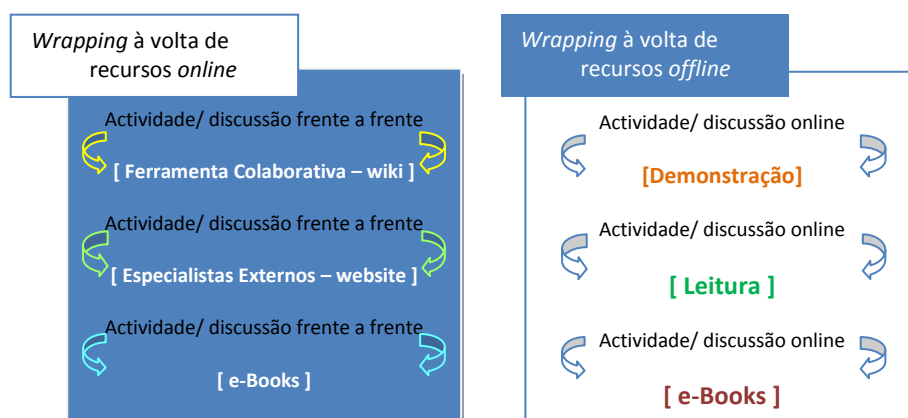 Wrapping à volta de
recursos online
Actividade/ discussão frente a frente
[ Ferramenta Colaborativa – wiki ]
Actividade/ discussão frente a frente
[ Especialistas Externos – website ]
Actividade/ discussão frente a frente
[ e-Books ]
Wrapping à volta de
recursos offline
Actividade/ discussão online
[Demonstração]
Actividade/ discussão online
[ Leitura ]
Actividade/ discussão online
[ e-Books ]